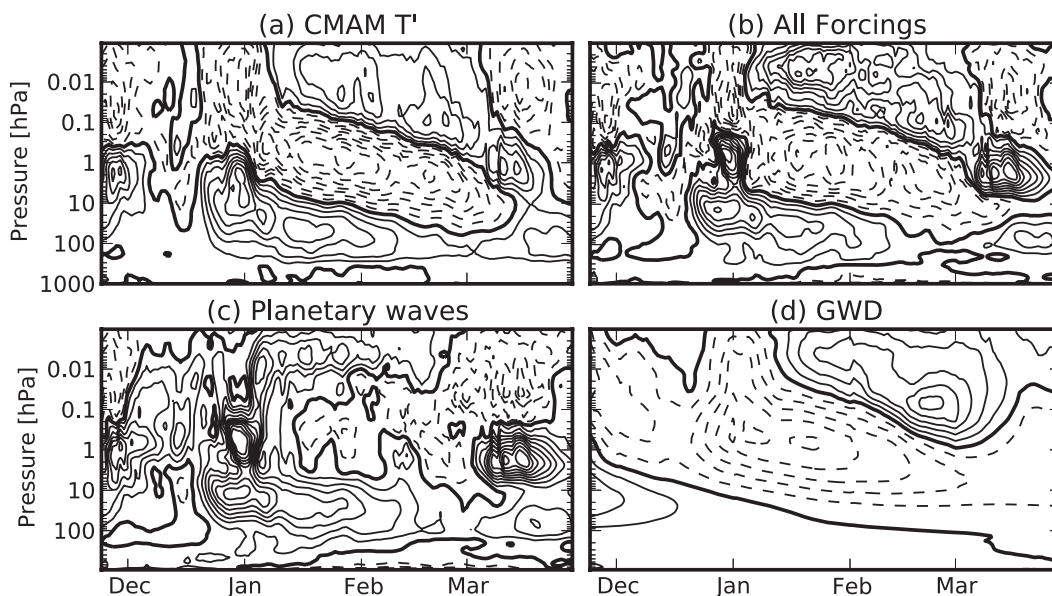 (a) CMAM T' (b) All Forcings
Pressure [hPa]
0.01
0.1
1
10
100
1000
(c) Planetary waves (d) GWD
Pressure [hPa]
0.01
0.1
1
10
100
Dec Jan Feb Mar Dec Jan Feb Mar